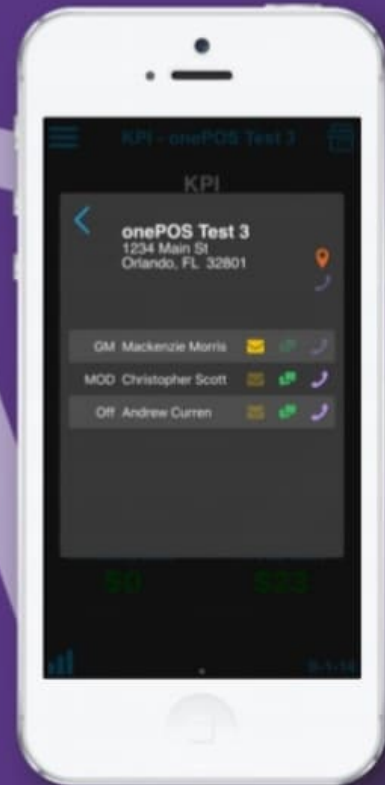 KPI - onePOS Test 3
KPI
onePOS Test 3
1234 Main St
Orlando, FL 32801
GM Mackenzie Morris
MOD Christopher Scott
Off Andrew Curren
$0